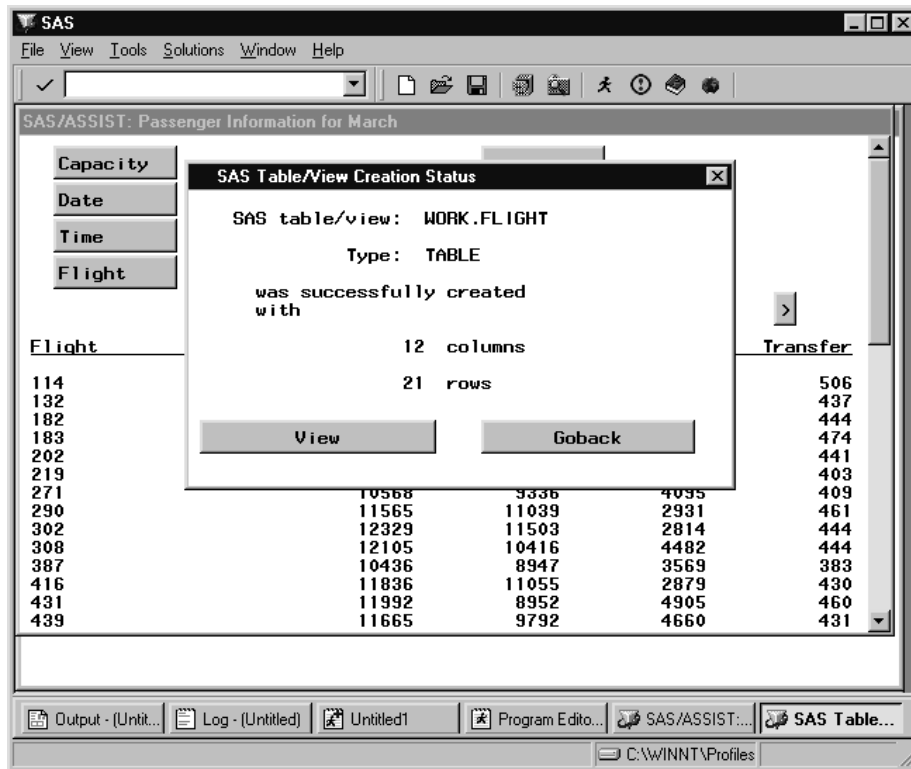 SAS
File View Tools Solutions Window Help
SAS/ASSIST: Passenger Information for March
Capacity
Date
Time
Flight
SAS Table/View Creation Status
SAS table/view: WORK.FLIGHT
Type: TABLE
was successfully created
with
12 columns
21 rows
View Goback
>
Flight Transfer
114 506
132 437
182 444
183 474
202 441
219 403
271 10568 9336 4095 409
290 11565 11039 2931 461
302 12329 11503 2814 444
308 12105 10416 4482 444
387 10436 8947 3569 383
416 11836 11055 2879 430
431 11992 8952 4905 460
439 11665 9792 4660 431
Output - (Untit... Log - (Untitled) Untitled1 Program Edito... SAS/ASSIST:... SAS Table...
C:\WINNT\Profiles